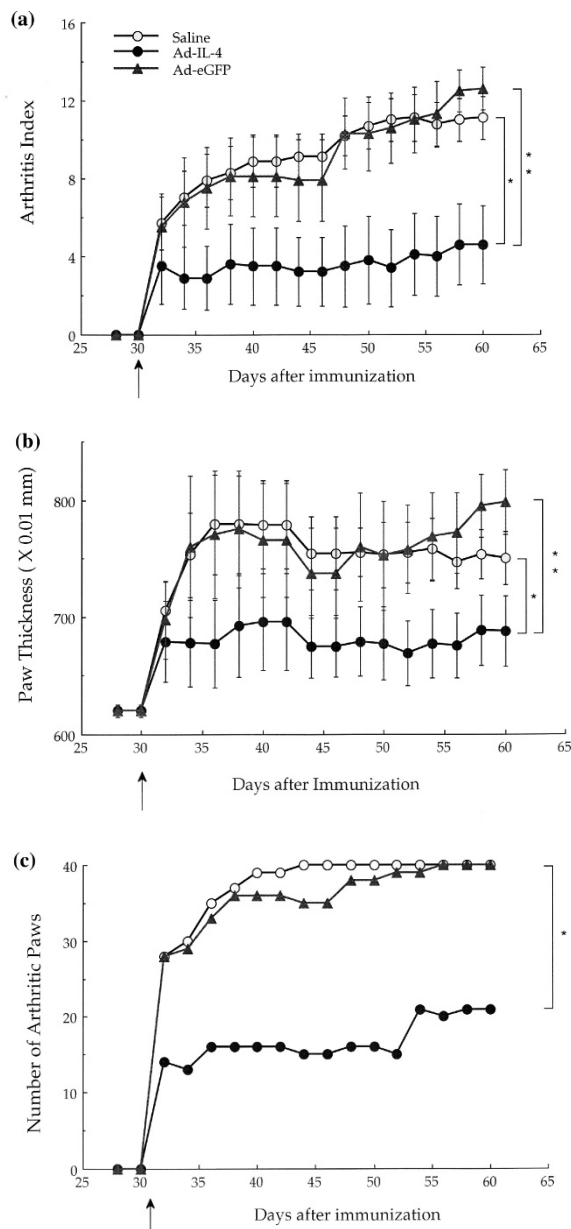 (a)
Saline
Ad-IL-4
Ad-eGFP
16
12
8
4
0
Arthritis Index
*
*
*
25 30 35 40 45 50 55 60 65
Days after immunization
(b)
800
700
600
Paw Thickness ( X 0.01 mm)
*
*
*
25 30 35 40 45 50 55 60 65
Days after Immunization
(c)
40
30
20
10
0
Number of Arthritic Paws
*
25 30 35 40 45 50 55 60 65
Days after immunization